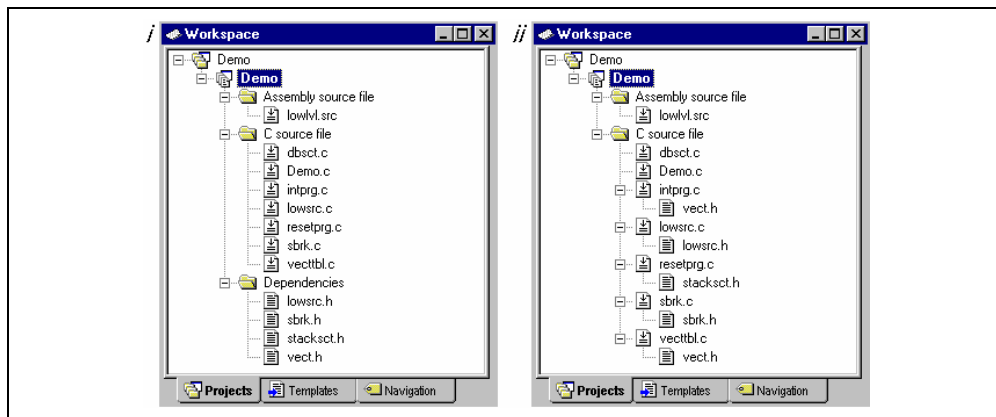 i
Workspace
Demo
Demo
Assembly source file
lowlvl.src
C source file
dbsct.c
Demo.c
intprg.c
lowsrc.c
resetprg.c
sbrk.c
vecttbl.c
Dependencies
lowsrc.h
sbrk.h
stacksct.h
vect.h
Projects Templates Navigation
ii
Workspace
Demo
Demo
Assembly source file
lowlvl.src
C source file
dbsct.c
Demo.c
intprg.c
vect.h
lowsrc.c
lowsrc.h
resetprg.c
stacksct.h
sbrk.c
sbrk.h
vecttbl.c
vect.h
Projects Templates Navigation